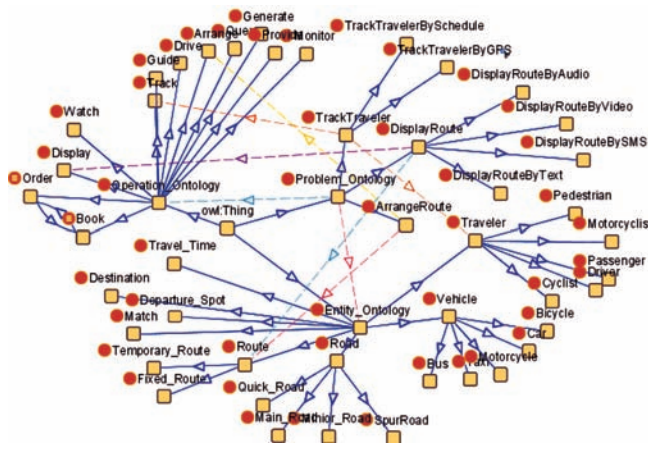 Generate
Arrange
Provide
Monitor
Drive
Guide
Track
TrackTravelerBySchedule
TrackTravelerByGPS
DisplayRouteByAudio
DisplayRouteByVideo
DisplayRouteBySMS
DisplayRouteByText
TrackTraveler
DisplayRoute
Watch
Display
Order
Book
Operation_Ontology
owl:Thing
Problem_Ontology
ArrangeRoute
Traveler
Pedestrian
Motorcyclis
Passenger
Driver
Cyclist
Bicycle
Car
Travel_Time
Destination
Departure_Spot
Match
Entity_Ontology
Vehicle
Temporary_Route
Fixed_Route
Route
Road
Quick_Road
Main_Road
SpurRoad
Bus
Motorcycle